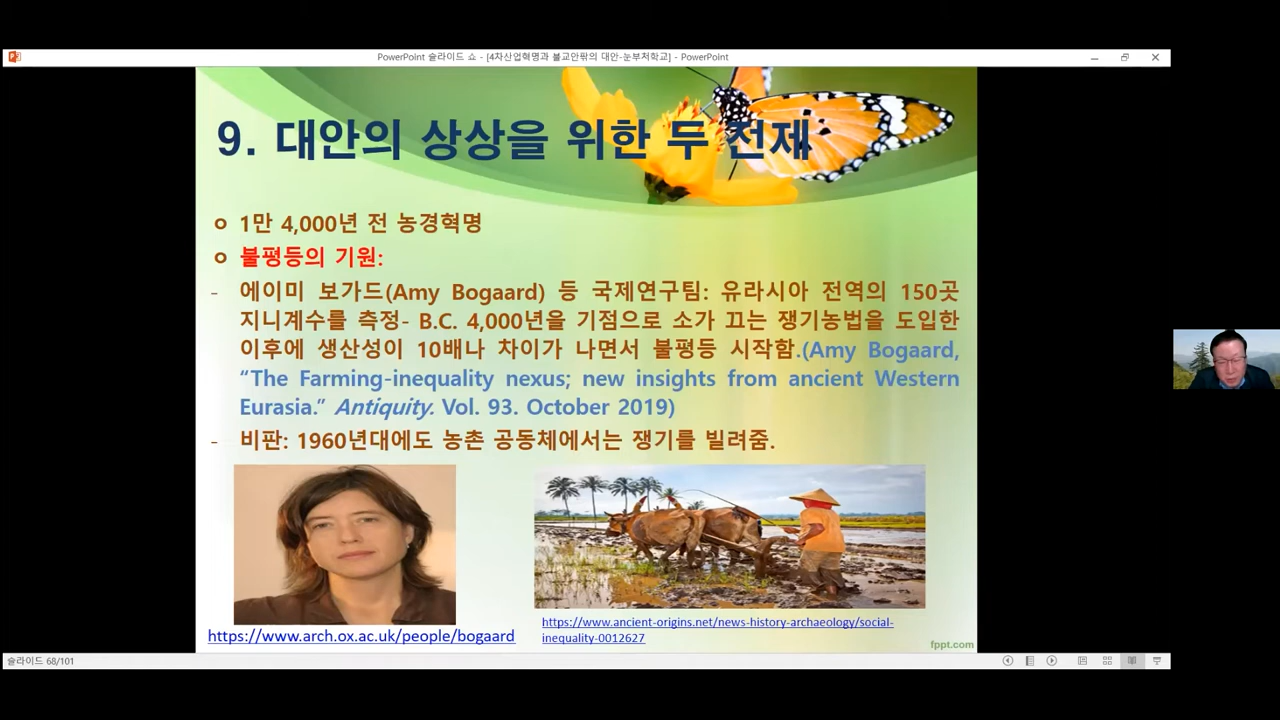 PowerPoint 슬라이드 쇼 - [4차산업혁명과 불교안팎의 대안-눈부처학교] - PowerPoint
9. 대안의 상상을 위한 두 전제
1만 4,000년 전 농경혁명
불평등의 기원:
- 에이미 보가드(Amy Bogaard) 등 국제연구팀: 유라시아 전역의 150곳
지니계수를 측정- B.C. 4,000년을 기점으로 소가 끄는 쟁기농법을 도입한
이후에 생산성이 10배나 차이가 나면서 불평등 시작함.(Amy Bogaard,
“The Farming-inequality nexus; new insights from ancient Western
Eurasia.” Antiquity. Vol. 93. October 2019)
- 비판: 1960년대에도 농촌 공동체에서는 쟁기를 빌려줌.
https://www.arch.ox.ac.uk/people/bogaard
https://www.ancient-origins.net/news-history-archaeology/social-
inequality-0012627
fppt.com
슬라이드 68/101